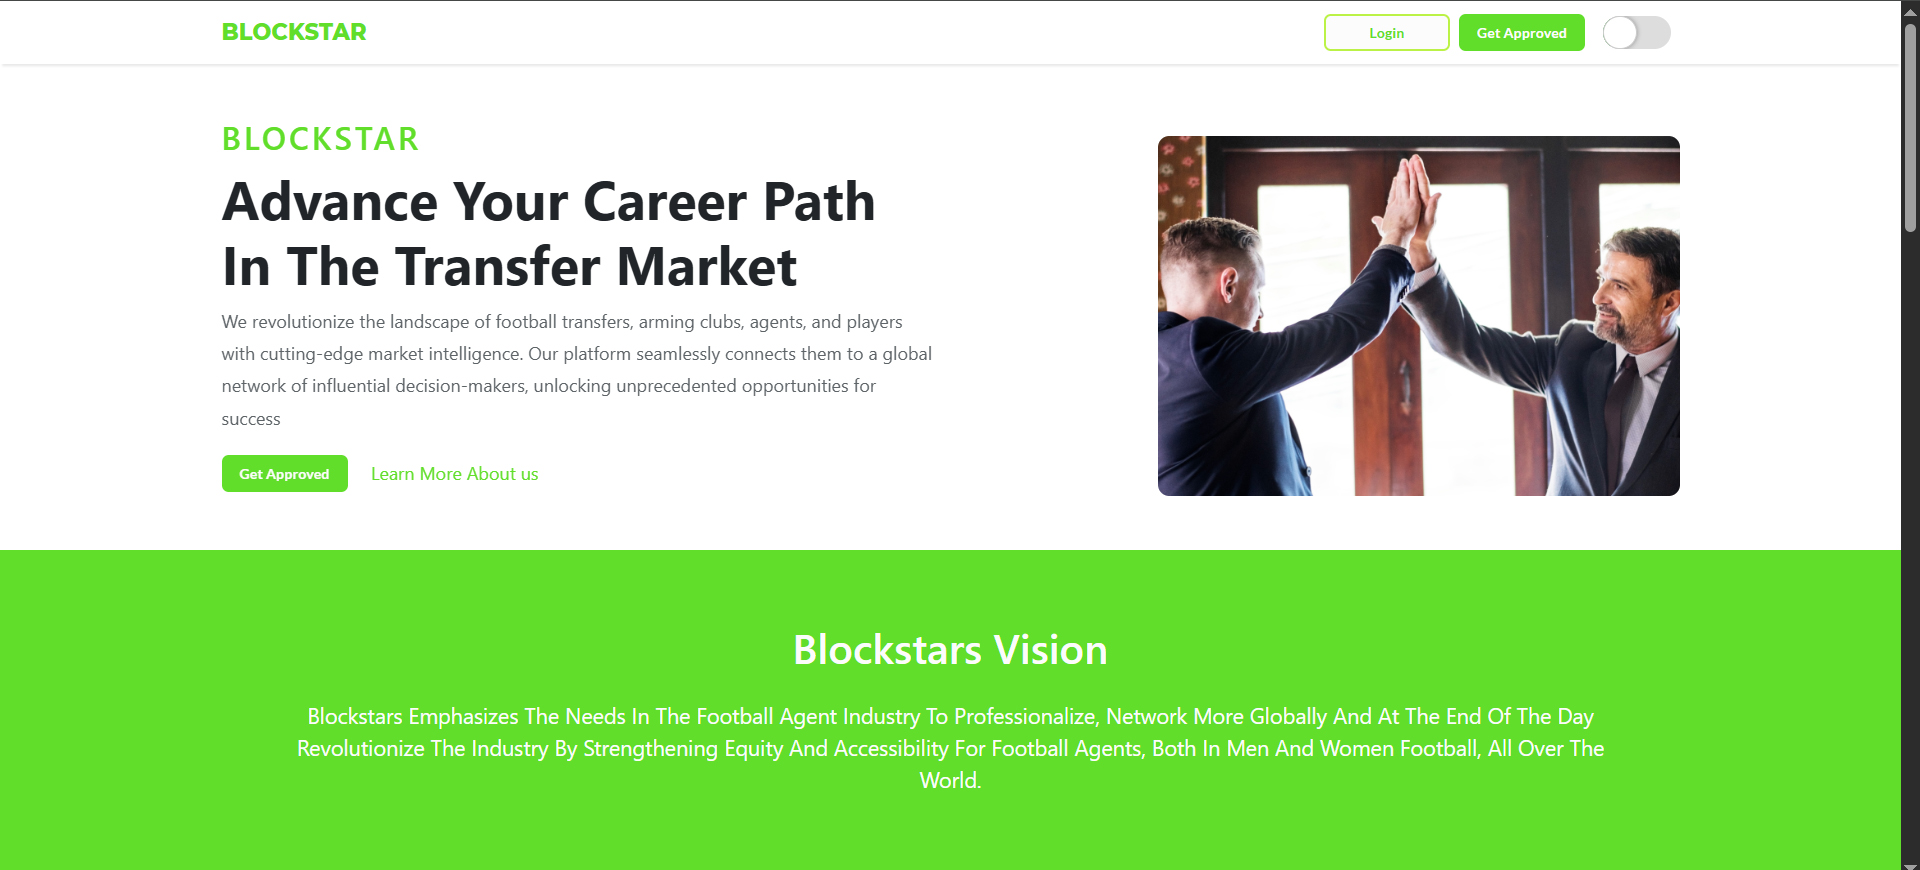 BLOCKSTAR
Login
Get Approved
BLOCKSTAR
Advance Your Career Path
In The Transfer Market
We revolutionize the landscape of football transfers, arming clubs, agents, and players
with cutting-edge market intelligence. Our platform seamlessly connects them to a global
network of influential decision-makers, unlocking unprecedented opportunities for
success
Get Approved
Learn More About us
Blockstars Vision
Blockstars Emphasizes The Needs In The Football Agent Industry To Professionalize, Network More Globally And At The End Of The Day
Revolutionize The Industry By Strengthening Equity And Accessibility For Football Agents, Both In Men And Women Football, All Over The
World.